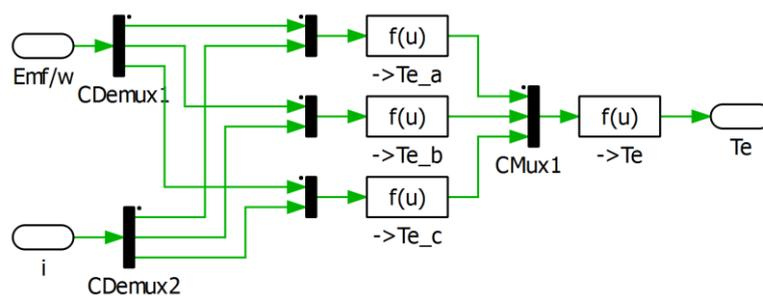 f(u)
Emf/w
CDemux1
->Te_a
f(u)
f(u)
->Te_b
CMux1
->Te
Te
f(u)
i
CDemux2
->Te_c